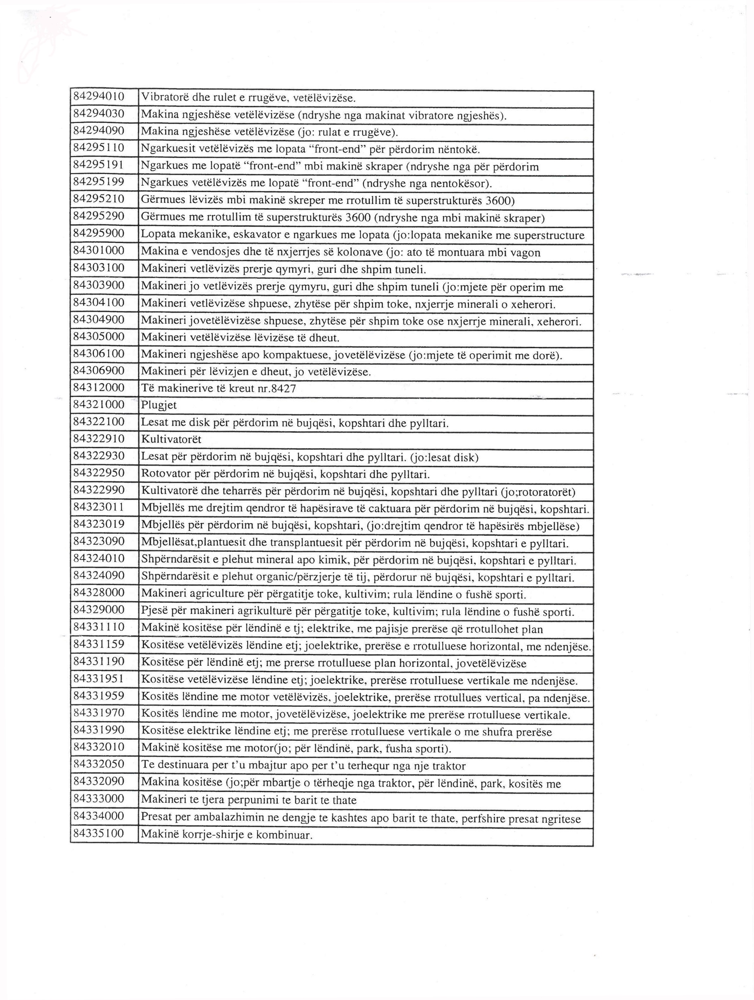 84294010 Vibratorë dhe rulet e rrugëve, vetëlëvizëse.
84294030 Makina ngjeshëse vetëlëvizëse (ndryshe nga makinat vibratore ngjeshës).
84294090 Makina ngjeshëse vetëlëvizëse (jo: rulat e rrugëve).
84295110 Ngarkuesit vetëlëvizës me lopata “front-end” për përdorim nëntokë.
84295191 Ngarkues me lopatë “front-end” mbi makinë skraper (ndryshe nga për përdorim
84295199 Ngarkues vetëlëvizës me lopatë “front-end” (ndryshe nga nentokësor).
84295210 Gërmues lëvizës mbi makinë skreper me rrotullim të superstrukturës 3600)
84295290 Gërmues me rrotullim të superstrukturës 3600 (ndryshe nga mbi makinë skraper)
84295900 Lopata mekanike, eskavator e ngarkues me lopata (jo:lopata mekanike me superstructure
84301000 Makina e vendosjes dhe të nxjerrjes së kolonave (jo: ato të montuara mbi vagon
84303100 Makineri vetlëvizës prerje qymyri, guri dhe shpim tuneli.
84303900 Makineri jo vetlëvizës prerje qymyru, guri dhe shpim tuneli (jo:mjete për operim me
84304100 Makineri vetlëvizëse shpuese, zhytëse për shpim toke, nxjerrje minerali o xeherori.
84304900 Makineri jovetëlëvizëse shpuese, zhytëse për shpim toke ose nxjerrje minerali, xeherori.
84305000 Makineri vetëlëvizëse lëvizëse të dheut.
84306100 Makineri ngjeshëse apo kompaktuese, jovetëlëvizëse (jo:mjete të operimit me dorë).
84306900 Makineri për lëvizjen e dheut, jo vetëlëvizëse.
84312000 Të makinerive të kreut nr.8427
84321000 Plugjet
84322100 Lesat me disk për përdorim në bujqësi, kopshtari dhe pylltari.
84322910 Kultivatorët
84322930 Lesat për përdorim në bujqësi, kopshtari dhe pylltari. (jo:lesat disk)
84322950 Rotovator për përdorim në bujqësi, kopshtari dhe pylltari.
84322990 Kultivatorë dhe teharrës për përdorim në bujqësi, kopshtari dhe pylltari (jo;rotoratorët)
84323011 Mbjellës me drejtim qendror të hapësirave të caktuara për përdorim në bujqësi, kopshtari.
84323019 Mbjellës për përdorim në bujqësi, kopshtari, (jo:drejtim qendror të hapësirës mbjellëse)
84323090 Mbjellësat,plantuesit dhe transplantuesit për përdorim në bujqësi, kopshtari e pylltari.
84324010 Shpërndarësit e plehut mineral apo kimik, për përdorim në bujqësi, kopshtari e pylltari.
84324090 Shpërndarësit e plehut organic/përzjerje të tij, përdorur në bujqësi, kopshtari e pylltari.
84328000 Makineri agriculture për përgatitje toke, kultivim; rula lëndine o fushë sporti.
84329000 Pjesë për makineri agrikulturë për përgatitje toke, kultivim; rula lëndine o fushë sporti.
84331110 Makinë kositëse për lëndinë e tj; elektrike, me pajisje prerëse që rrotullohet plan
84331159 Kositëse vetëlëvizës lëndine etj; joelektrike, prerëse e rrotulluese horizontal, me ndenjëse.
84331190 Kositëse për lëndinë etj; me prerse rrotulluese plan horizontal, jovetëlëvizëse
84331951 Kositëse vetëlëvizëse lëndine etj; joelektrike, prerëse rrotulluese vertikale me ndenjëse.
84331959 Kositës lëndine me motor vetëlëvizës, joelektrike, prerëse rrotullues vertical, pa ndenjëse.
84331970 Kositës lëndine me motor, jovetëlëvizëse, joelektrike me prerëse rrotulluese vertikale.
84331990 Kositëse elektrike lëndine etj; me prerëse rrotulluese vertikale o me shufra prerëse
84332010 Makinë kositëse me motor(jo; për lëndinë, park, fusha sporti).
84332050 Te destinuara per t’u mbajtur apo per t’u terhequr nga nje traktor
84332090 Makina kositëse (jo;për mbartje o tërheqje nga traktor, për lëndinë, park, kositës me
84333000 Makineri te tjera perpunimi te barit te thate
84334000 Presat per ambalazhimin ne dengje te kashtes apo barit te thate, perfshire presat ngritese
84335100 Makinë korrje-shirje e kombinuar.